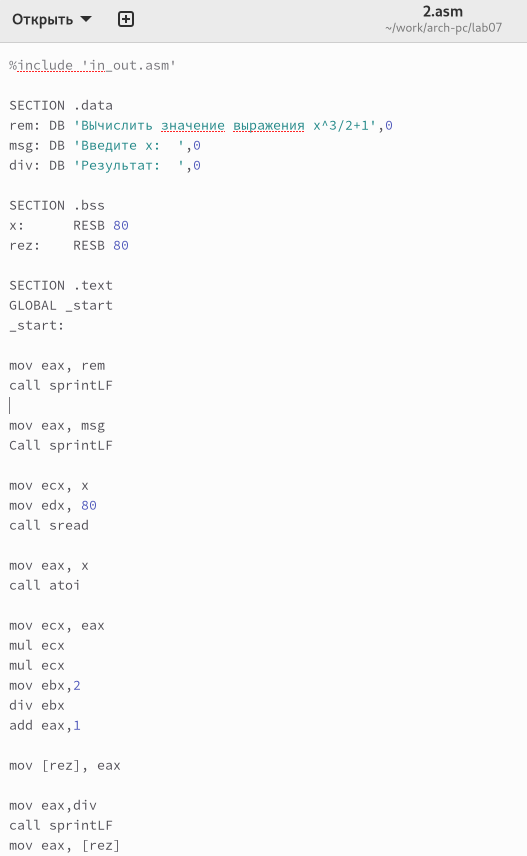 Открыть
2.asm
~/work/arch-pc/lab07
%include 'in_out.asm'
SECTION .data
rem: DB 'ВЫчислить значение выражения x^3/2+1',0
msg: DB 'Введите x:  ',0
div: DB 'Результат:  ',0
SECTION .bss
x:      RESB 80
rez:    RESB 80
SECTION .text
GLOBAL _start
_start:
mov eax, rem
call sprintLF
mov eax, msg
Call sprintLF
mov ecx, x
mov edx, 80
call sread
mov eax, x
call atoi
mov ecx, eax
mul ecx
mul ecx
mov ebx,2
div ebx
add eax,1
mov [rez], eax
mov eax,div
call sprintLF
mov eax, [rez]